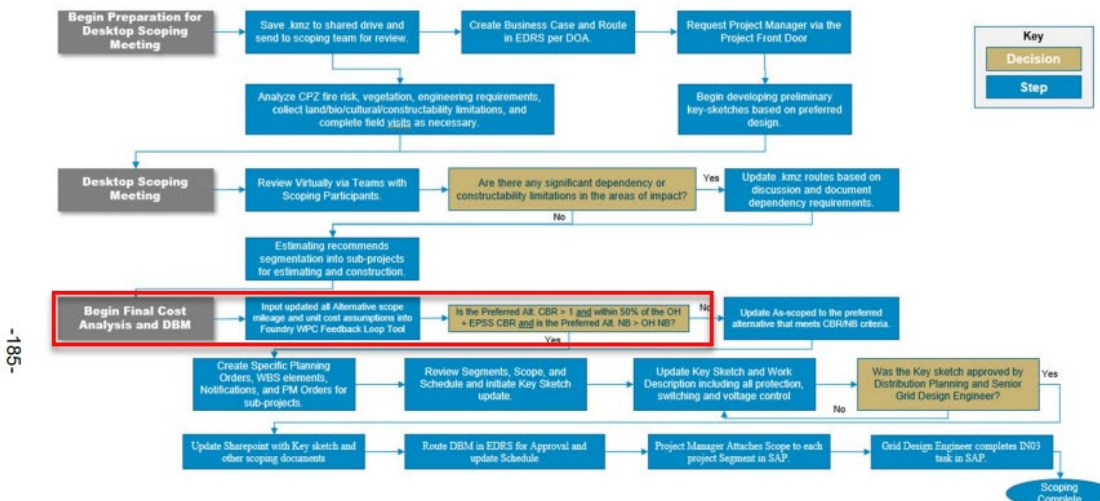 Begin Preparation for
Desktop Scoping
Meeting
Save .kmz to shared drive and
send to scoping team for review.
Create Business Case and Route
in EDRS per DOA.
Request Project Manager via the
Project Front Door
Key
Decision
Step
Analyze CPZ fire risk, vegetation, engineering requirements,
collect land/bio/cultural/constructability limitations, and
complete field visits as necessary.
Begin developing preliminary
key-sketches based on preferred
design.
Desktop Scoping
Meeting
Review Virtually via Teams with
Scoping Participants.
Are there any significant dependency or
constructability limitations in the areas of impact?
Yes
No
Update .kmz routes based on
discussion and document
dependency requirements.
Estimating recommends
segmentation into sub-projects
for estimating and construction.
Begin Final Cost
Analysis and DBM
Input updated all Alternative scope
mileage and unit cost assumptions into
Foundry WPC Feedback Loop Tool
Is the Preferred Alt. CBR > 1 and within 50% of the OH
+ EPSS CBR and is the Preferred Alt. NB > OH NB?
No
Yes
Update As-scoped to the preferred
alternative that meets CBR/NB criteria.
-185-
Create Specific Planning
Orders, WBS elements,
Notifications, and PM Orders for
sub-projects.
Review Segments, Scope, and
Schedule and initiate Key Sketch
update.
Update Key Sketch and Work
Description including all protection,
switching and voltage control
Was the Key sketch approved by
Distribution Planning and Senior
Grid Design Engineer?
Yes
No
Update Sharepoint with Key sketch and
other scoping documents
Route DBM in EDRS for Approval and
update Schedule
Project Manager Attaches Scope to each
project Segment in SAP.
Grid Design Engineer completes IN03
task in SAP.
Scoping
Complete